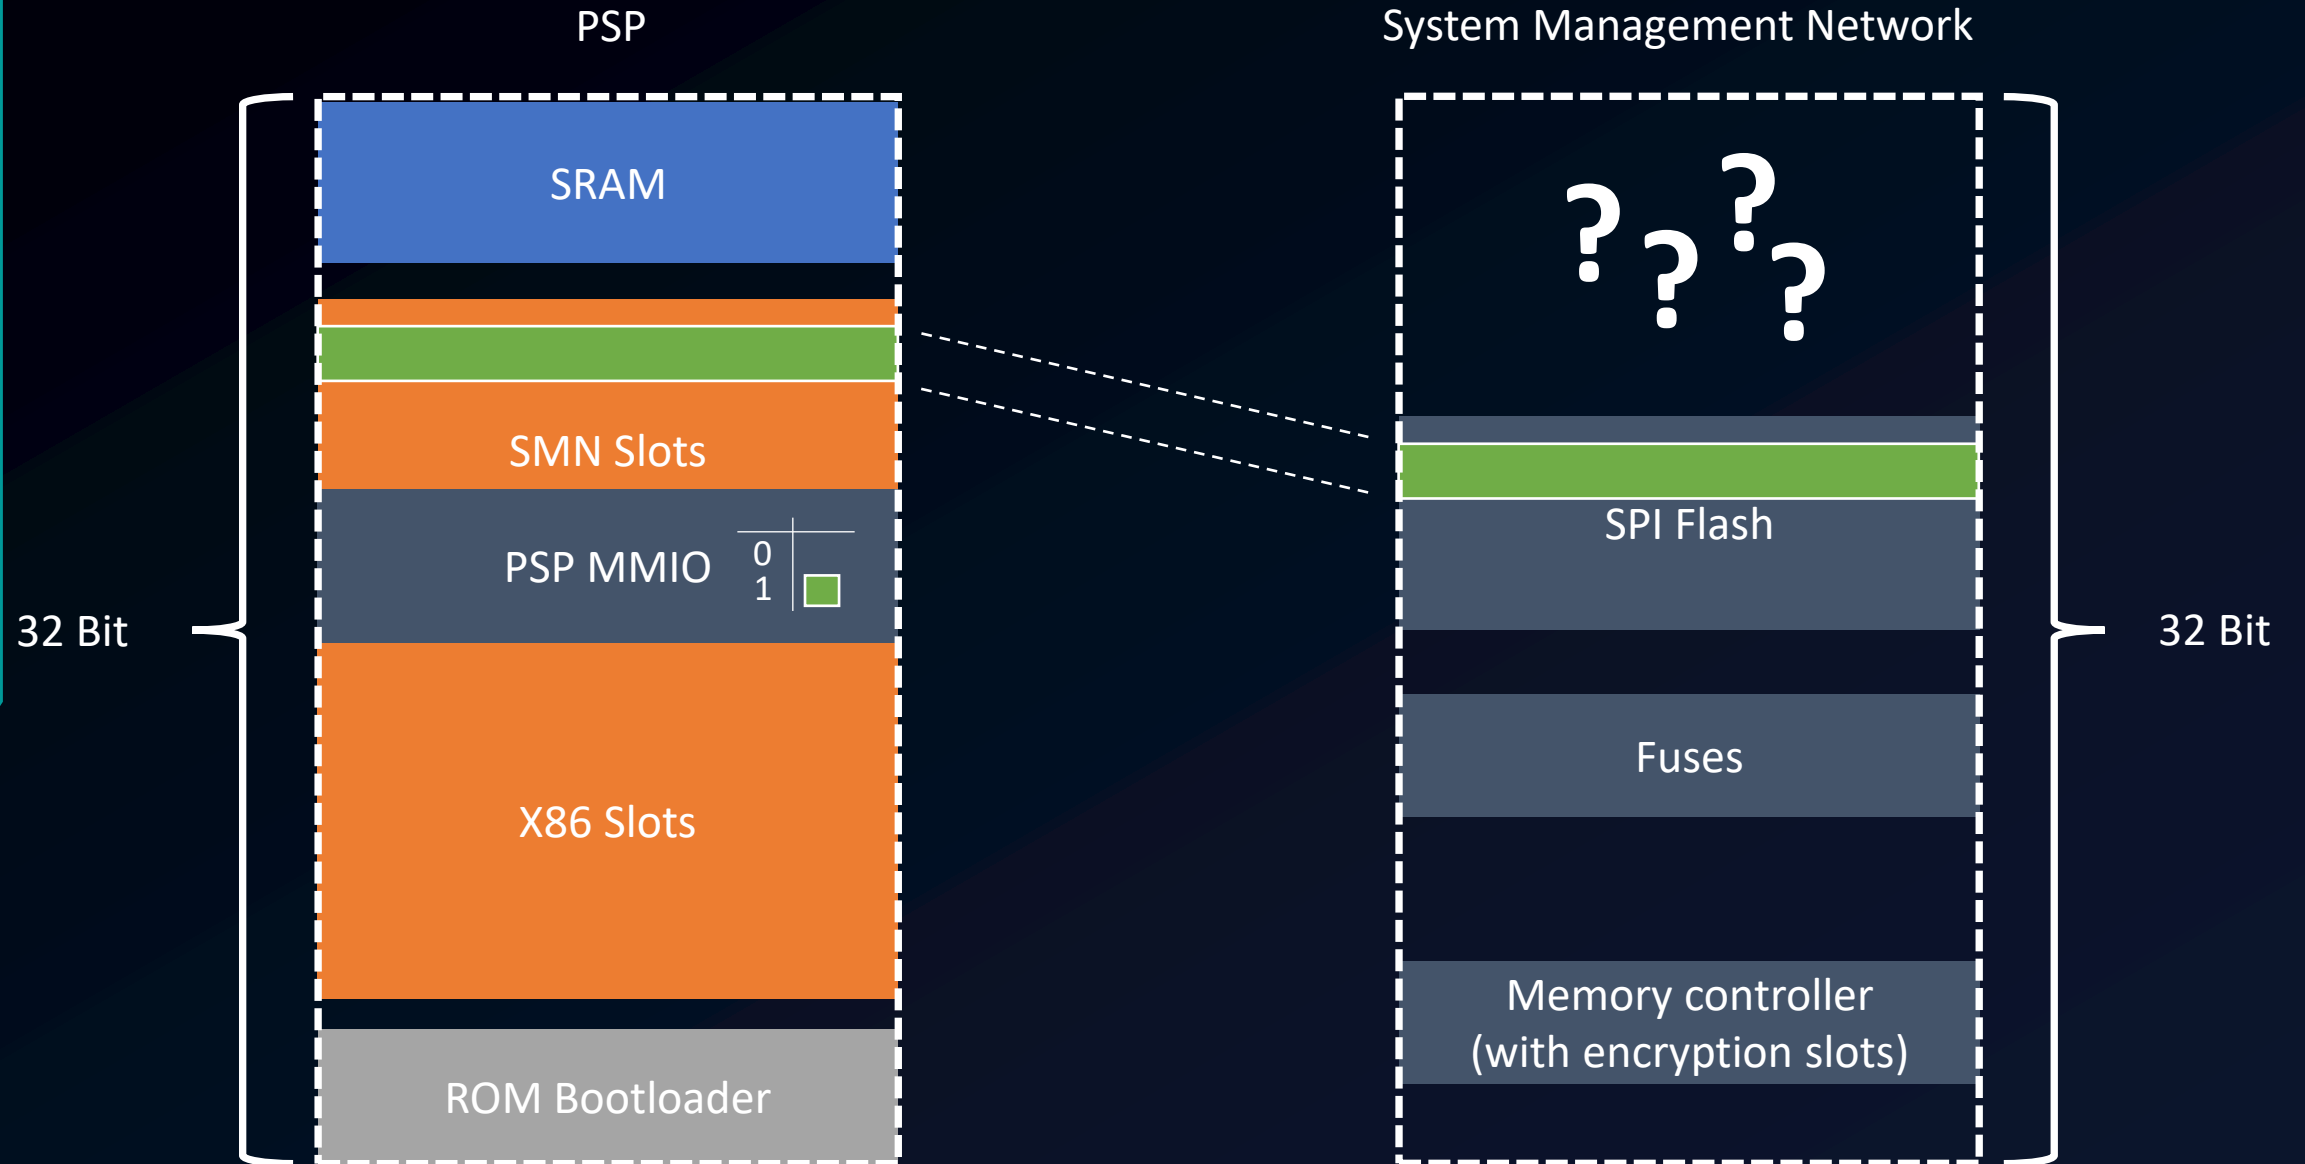 PSP
System Management Network
SRAM
? ? ? ?
SMN Slots
SPI Flash
PSP MMIO
0
1
32 Bit
32 Bit
Fuses
X86 Slots
Memory controller
(with encryption slots)
ROM Bootloader